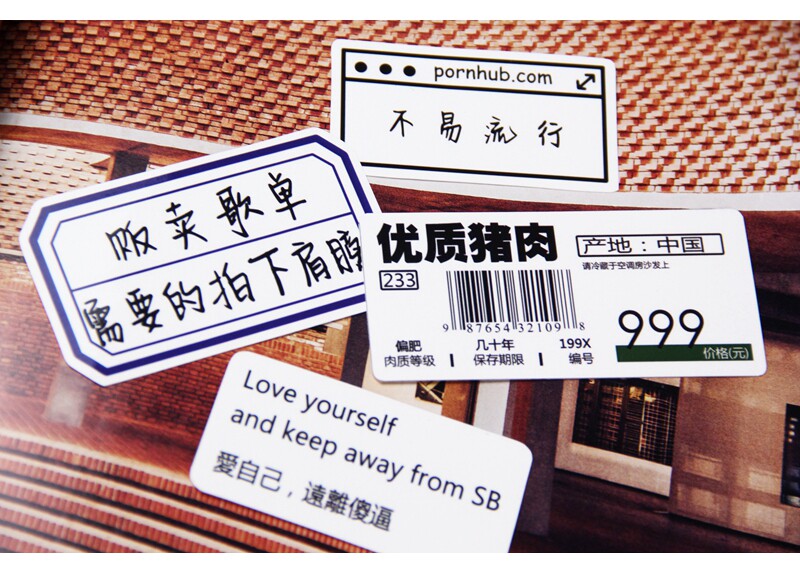 pornhub.com
不易流行
贩卖歌单
需要的拍下肩膀
优质猪肉
产地：中国
请冷藏于空调房沙发上
233
9 87654 32109 8
999
价格(元)
偏肥
几十年
199X
肉质等级
保存期限
编号
Love yourself
and keep away from SB
愛自己，遠離傻逼